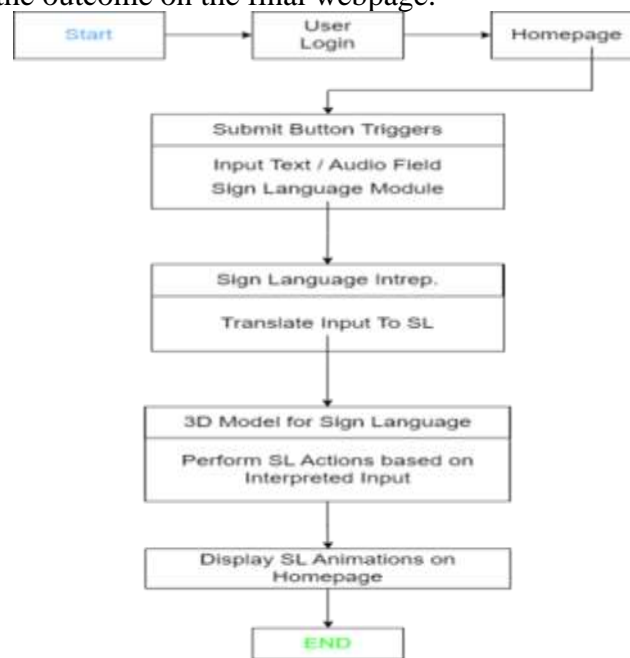 the outcome on the final webpage.
Start
User
Login
Homepage
Submit Button Triggers
Input Text / Audio Field
Sign Language Module
Sign Language Intrep.
Translate Input To SL
3D Model for Sign Language
Perform SL Actions based on
Interpreted Input
Display SL Animations on
Homepage
END